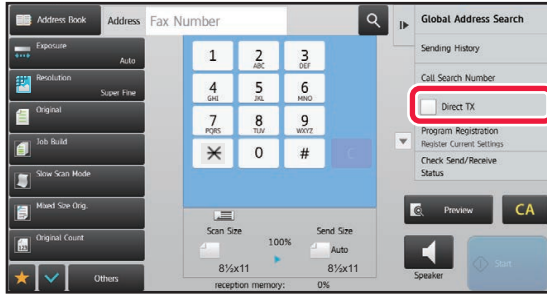 Address Book
Address
Fax Number
Global Address Search
Exposure
Auto
Resolution
Super Fine
Original
Job Build
Slow Scan Mode
Mixed Size Orig.
Original Count
Others
1
2
ABC
3
DEF
4
GHI
5
JKL
6
MNO
7
PQRS
8
TUV
9
WXYZ
0
#
C
Scan Size
100%
Send Size
Auto
8½x11
8½x11
reception memory: 0%
Sending History
Call Search Number
Direct TX
Program Registration
Register Current Settings
Check Send/Receive
Status
Preview
CA
Speaker
Start